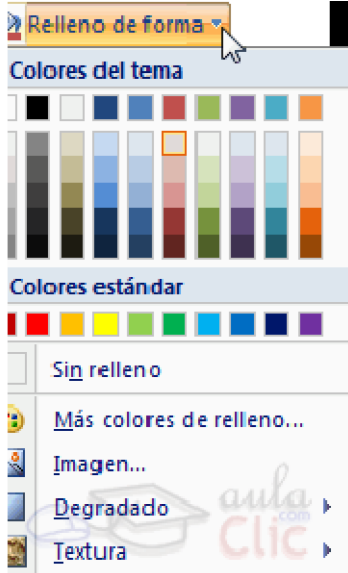 Relleno de forma
Colores del tema
Colores estándar
Sin relleno
Más colores de relleno...
Imagen...
Degradado
Textura
aula
.com
Clic